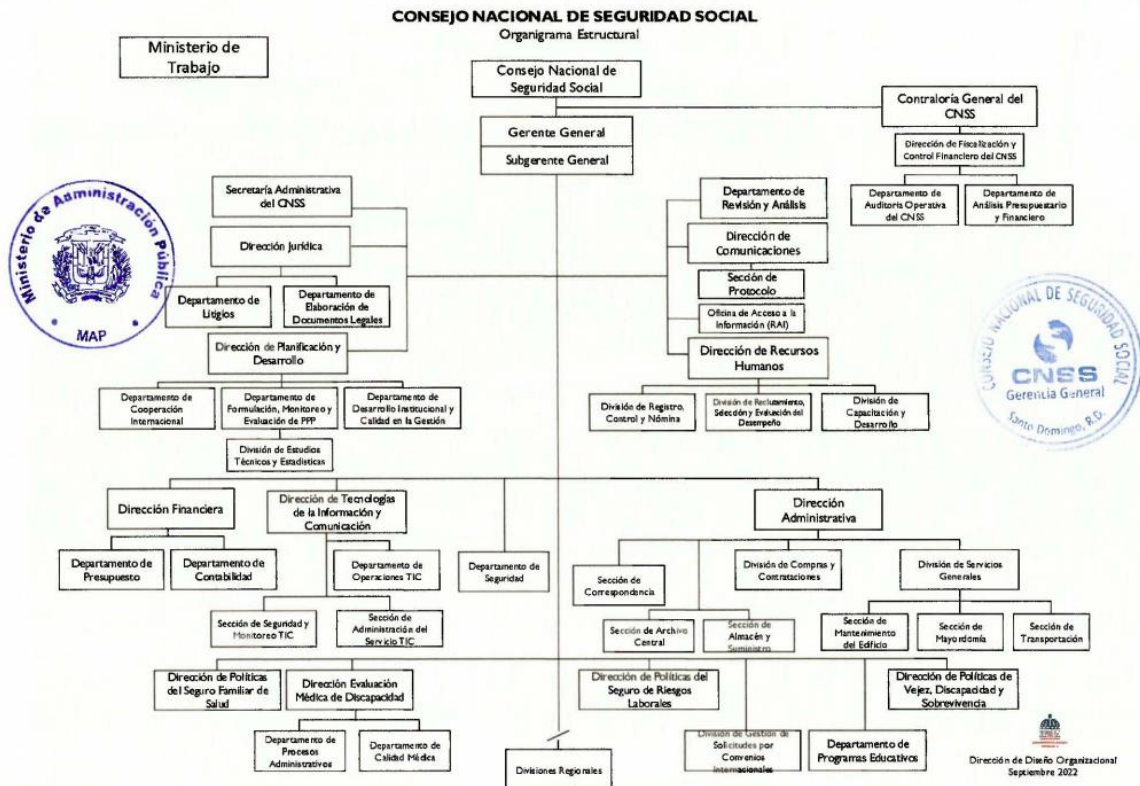 CONSEJO NACIONAL DE SEGURIDAD SOCIAL
Organigrama Estructural
Ministerio de
Trabajo
Consejo Nacional de
Seguridad Social
Contraloría General del
CNSS
Gerente General
Subgerente General
Dirección de Fiscalización y
Control Financiero del CNSS
Departamento de
Auditoría Operativa
del CNSS
Departamento de
Análisis Presupuestario
y Financiero
Secretaría Administrativa
del CNSS
Departamento de
Revisión y Análisis
Dirección Jurídica
Dirección de
Comunicaciones
Ministerio de Administración Pública
MAP
Departamento de
Litigios
Departamento de
Elaboración de
Documentos Legales
Sección de
Protocolo
Oficina de Acceso a la
Información (RAI)
CONSEJO NACIONAL DE SEGURIDAD SOCIAL
CNSS
Gerencia General
Santo Domingo, R.D.
Dirección de Planificación y
Desarrollo
Dirección de Recursos
Humanos
Departamento de
Cooperación
Internacional
Departamento de
Formulación, Monitoreo y
Evaluación de PPP
Departamento de
Desarrollo Institucional y
Calidad en la Gestión
División de Registro,
Control y Nómina
División de Reclutamiento,
Selección y Evaluación del
Desempeño
División de
Capacitación y
Desarrollo
División de Estudios
Técnicos y Estadísticas
Dirección Financiera
Dirección de Tecnologías
de la Información y
Comunicación
Dirección
Administrativa
Departamento de
Presupuesto
Departamento de
Contabilidad
Departamento de
Operaciones TIC
Departamento de
Seguridad
Sección de
Correspondencia
División de Compras y
Contrataciones
División de Servicios
Generales
Sección de Seguridad y
Monitoreo TIC
Sección de
Administración del
Servicio TIC
Sección de Archivo
Central
Sección de
Almacén y
Suministro
Sección de
Mantenimiento
del Edificio
Sección de
Mayordomía
Sección de
Transportación
Dirección de Políticas
del Seguro Familiar de
Salud
Dirección Evaluación
Médica de Discapacidad
Dirección de Políticas del
Seguro de Riesgos
Laborales
Dirección de Políticas de
Vejez, Discapacidad y
Sobrevivencia
Departamento de
Procesos
Administrativos
Departamento de
Calidad Médica
Divisiones Regionales
División de Gestión de
Solicitudes por
Convenios
Internacionales
Departamento de
Programas Educativos
Dirección de Diseño Organizacional
Septiembre 2022